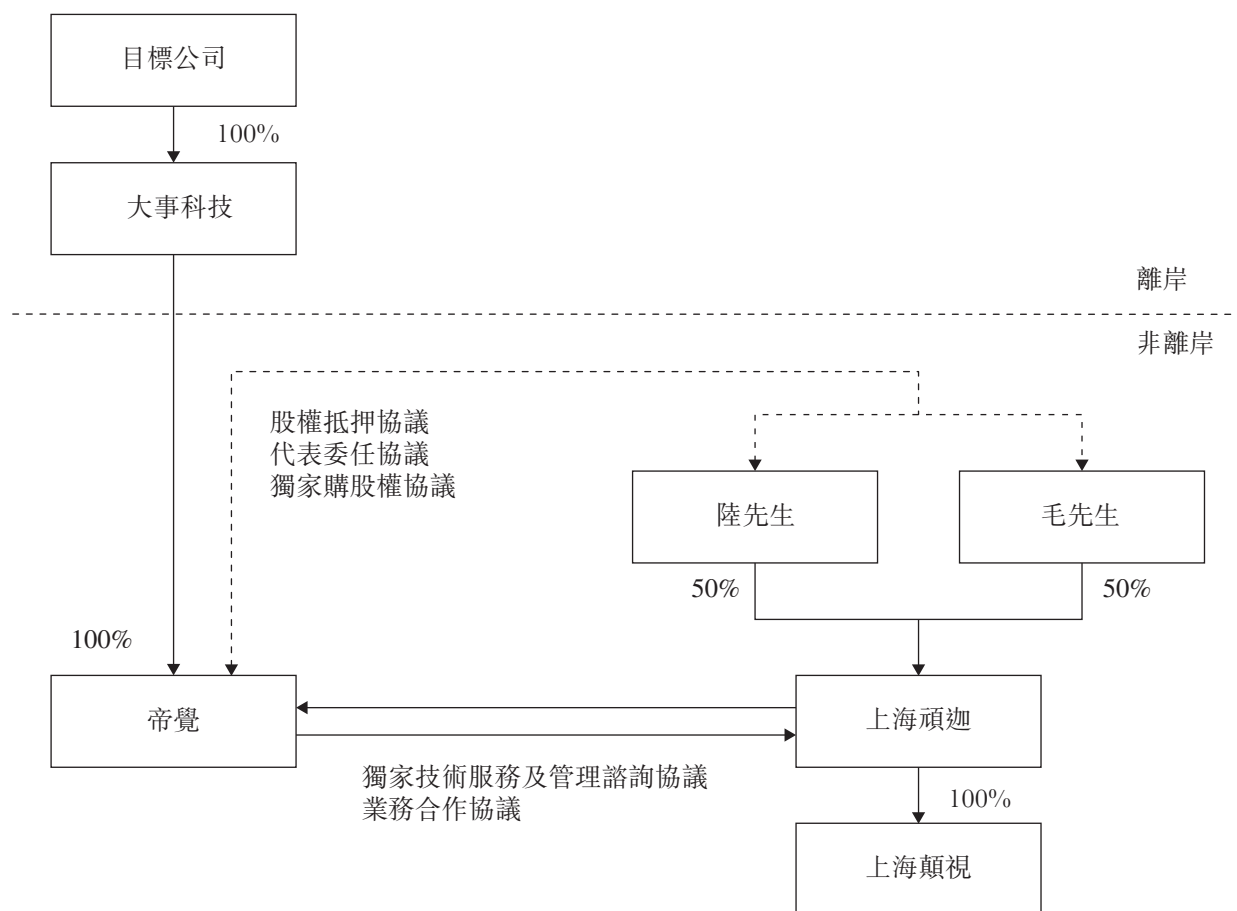 目標公司
100%
大事科技
離岸
非離岸
股權抵押協議
代表委任協議
獨家購股權協議
陸先生
毛先生
50%
50%
100%
帝覺
上海頑迦
獨家技術服務及管理諮詢協議
業務合作協議
100%
上海顛視